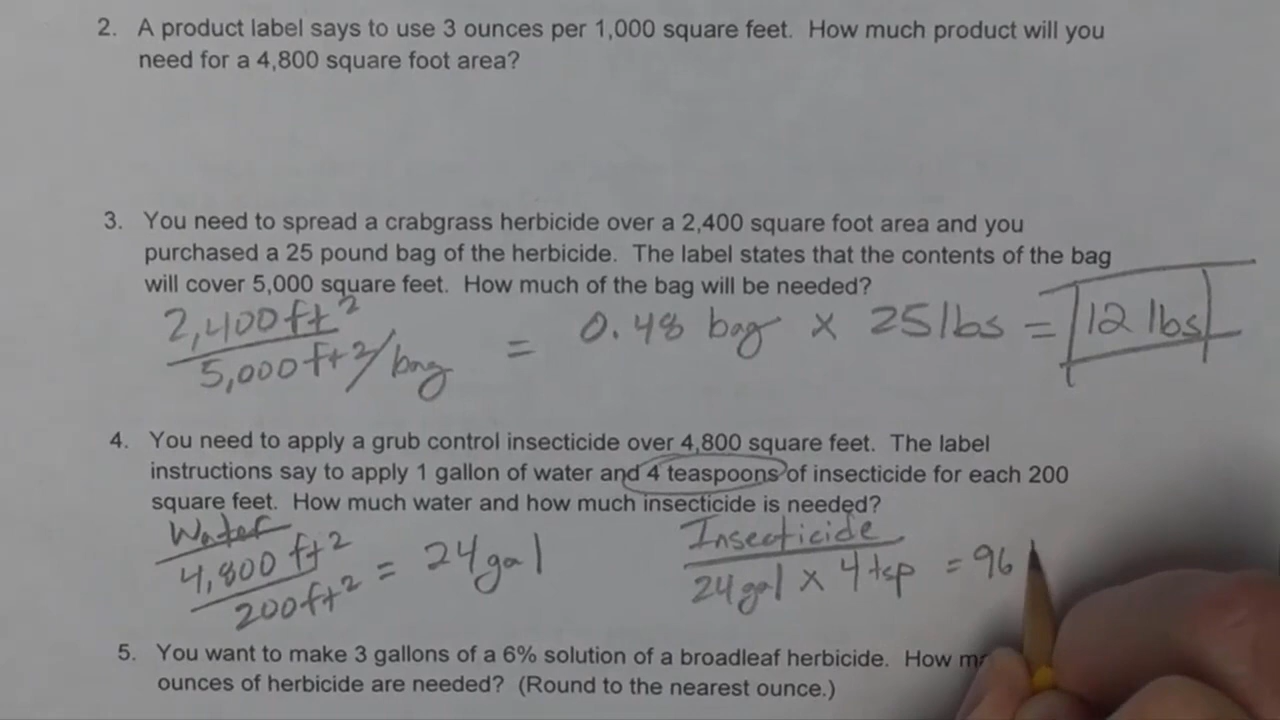 2. A product label says to use 3 ounces per 1,000 square feet. How much product will you
need for a 4,800 square foot area?
3. You need to spread a crabgrass herbicide over a 2,400 square foot area and you
purchased a 25 pound bag of the herbicide. The label states that the contents of the bag
will cover 5,000 square feet. How much of the bag will be needed?
2,400 ft²
5,000 ft²/bag
= 0.48 bag x 25 lbs = 12 lbs
4. You need to apply a grub control insecticide over 4,800 square feet. The label
instructions say to apply 1 gallon of water and 4 teaspoons of insecticide for each 200
square feet. How much water and how much insecticide is needed?
Water
4,800 ft²
200 ft²
= 24 gal
Insecticide
24 gal x 4 tsp = 96
5. You want to make 3 gallons of a 6% solution of a broadleaf herbicide. How
ounces of herbicide are needed? (Round to the nearest ounce.)